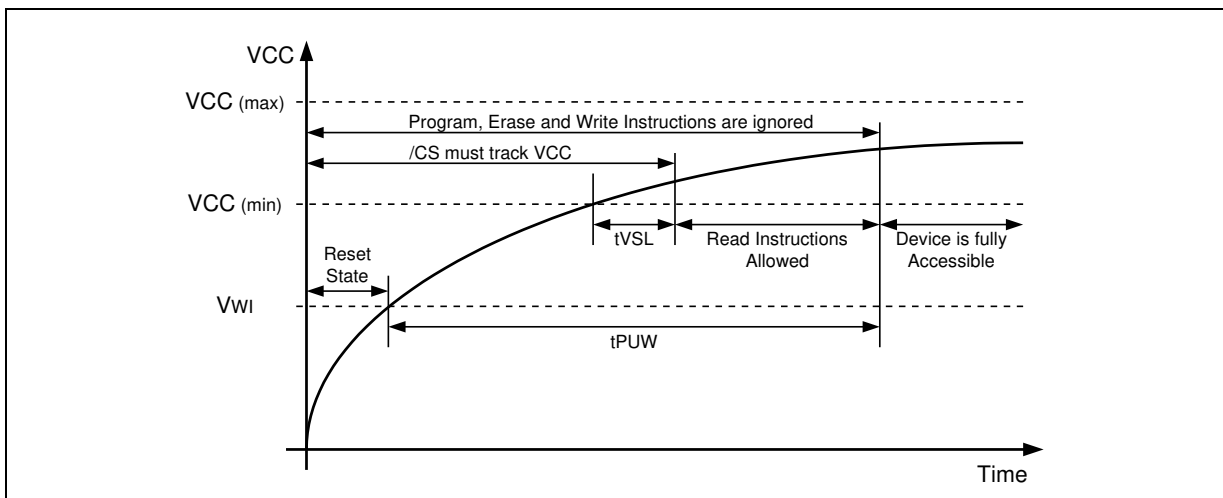 VCC
VCC (max)
Program, Erase and Write Instructions are ignored
/CS must track VCC
VCC (min)
tVSL
Read Instructions
Allowed
Device is fully
Accessible
Reset
State
VWI
tPUW
Time